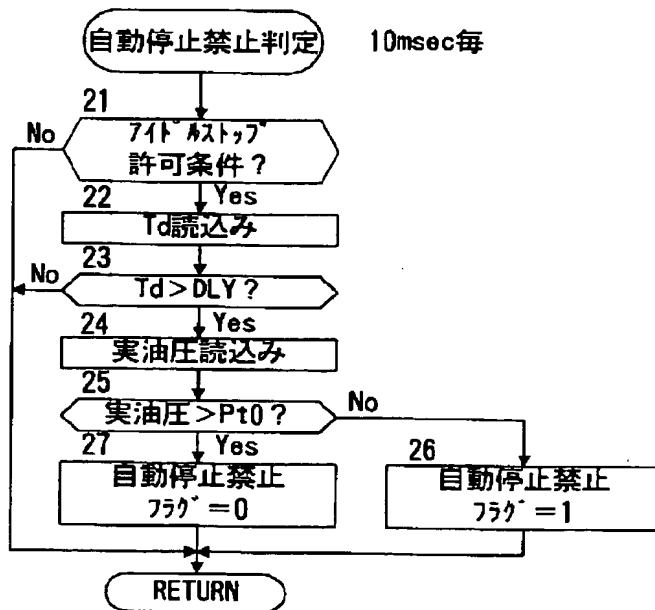 自動停止禁止判定
10msec毎
21
ｱｲﾄﾞﾙｽﾄｯﾌﾟ
許可条件？
No
Yes
22
Td読込み
23
Td>DLY？
No
Yes
24
実油圧読込み
25
実油圧>Pt0？
No
Yes
27
自動停止禁止
ﾌﾗｸﾞ=0
26
自動停止禁止
ﾌﾗｸﾞ=1
RETURN